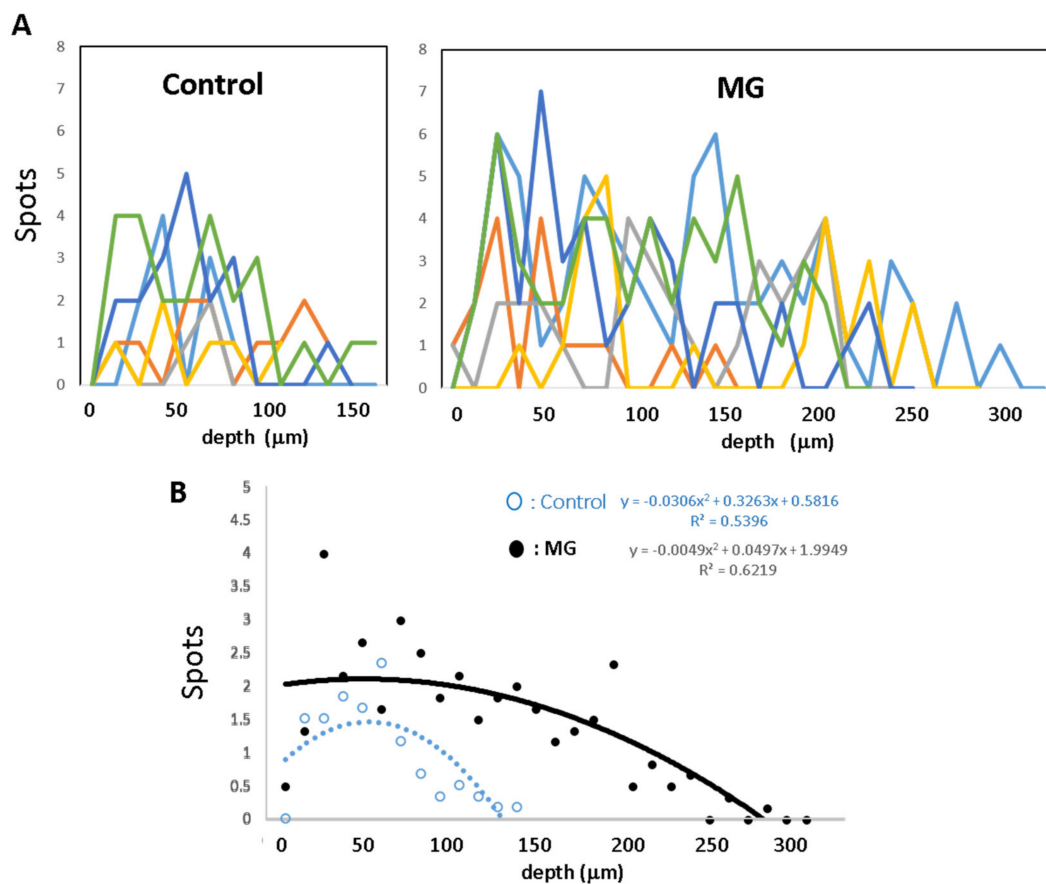 A
Control
MG
Spots
8
7
6
5
4
3
2
1
0
0 50 100 150
depth (μm)
8
7
6
5
4
3
2
1
0
0 50 100 150 200 250 300
depth (μm)
B
Spots
5
4.5
4
3.5
3
2.5
2
1.5
1
0.5
0
: Control y = -0.0306x² + 0.3263x + 0.5816
R² = 0.5396
: MG y = -0.0049x² + 0.0497x + 1.9949
R² = 0.6219
0 50 100 150 200 250 300
depth (μm)